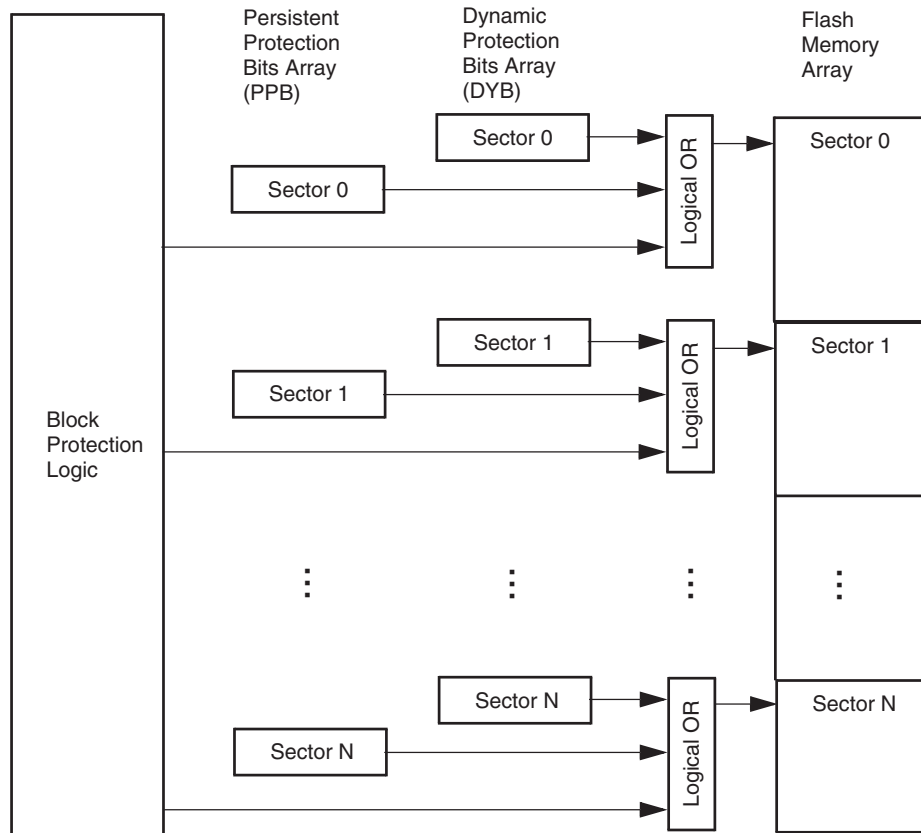 Persistent
Protection
Bits Array
(PPB)
Dynamic
Protection
Bits Array
(DYB)
Flash
Memory
Array
Sector 0
Sector 0
Logical OR
Sector 0
Sector 1
Sector 1
Logical OR
Sector 1
Block
Protection
Logic
⋮ ⋮ ⋮ ⋮
Sector N
Sector N
Logical OR
Sector N